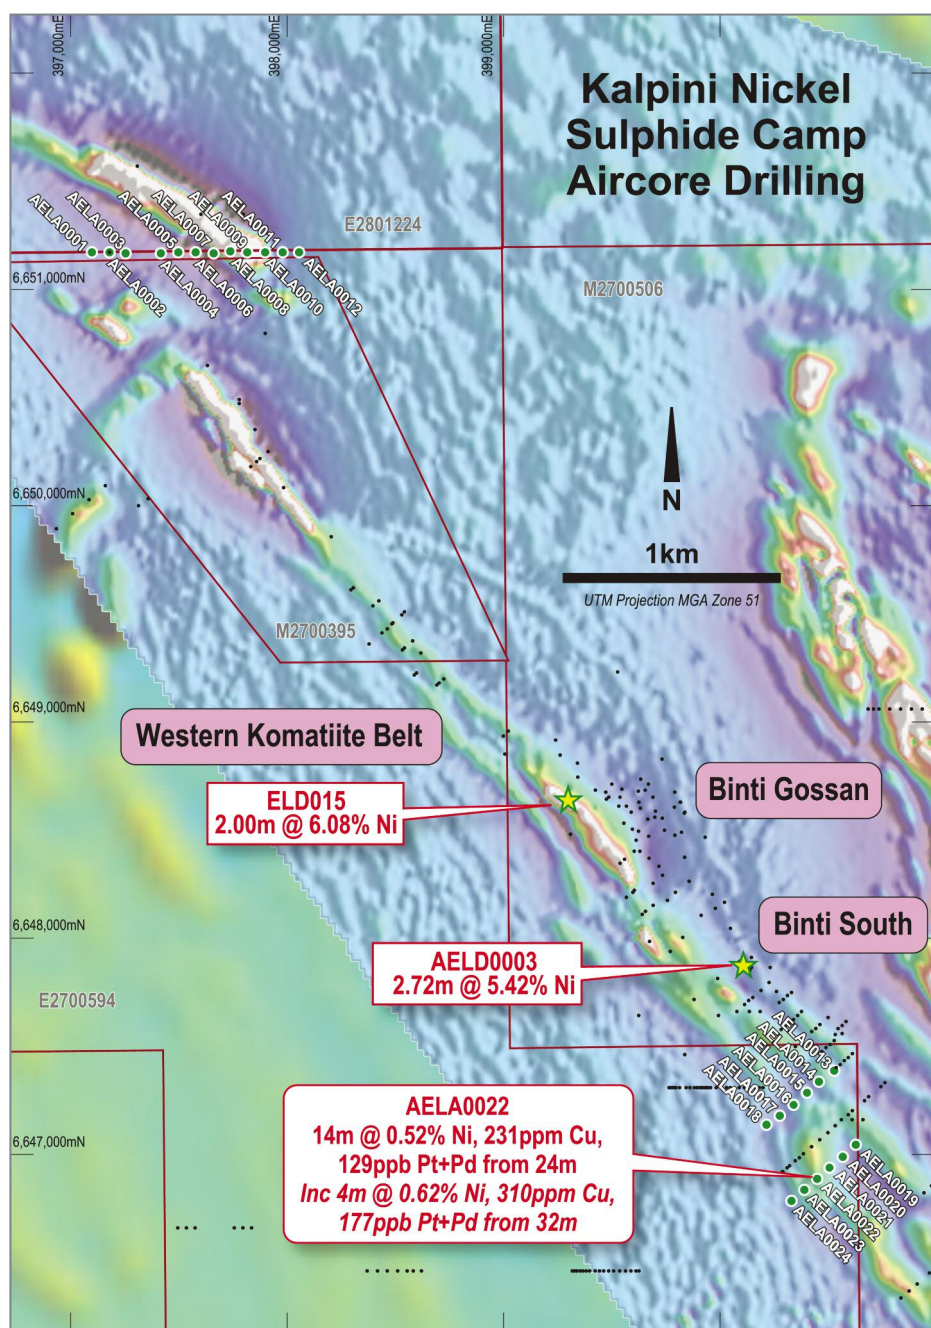 397,000mE
398,000mE
399,000mE
Kalpini Nickel
Sulphide Camp
Aircore Drilling
E2801224
AELA0001
AELA0003
AELA0005
AELA0007
AELA0009
AELA0011
AELA0002
AELA0004
AELA0006
AELA0008
AELA0010
AELA0012
6,651,000mN
M2700506
N
6,650,000mN
1km
UTM Projection MGA Zone 51
M2700395
6,649,000mN
Western Komatiite Belt
Binti Gossan
ELD015
2.00m @ 6.08% Ni
Binti South
6,648,000mN
AELD0003
2.72m @ 5.42% Ni
E2700594
AELA0013
AELA0014
AELA0015
AELA0016
AELA0017
AELA0018
AELA0022
14m @ 0.52% Ni, 231ppm Cu,
129ppb Pt+Pd from 24m
Inc 4m @ 0.62% Ni, 310ppm Cu,
177ppb Pt+Pd from 32m
6,647,000mN
AELA0019
AELA0020
AELA0021
AELA0022
AELA0023
AELA0024